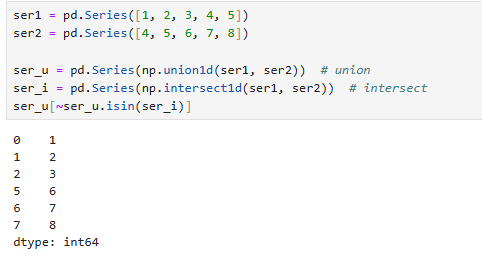 ser1 = pd.Series([1, 2, 3, 4, 5])
ser2 = pd.Series([4, 5, 6, 7, 8])

ser_u = pd.Series(np.union1d(ser1, ser2))  # union
ser_i = pd.Series(np.intersect1d(ser1, ser2))  # intersect
ser_u[~ser_u.isin(ser_i)]

0    1
1    2
2    3
5    6
6    7
7    8
dtype: int64